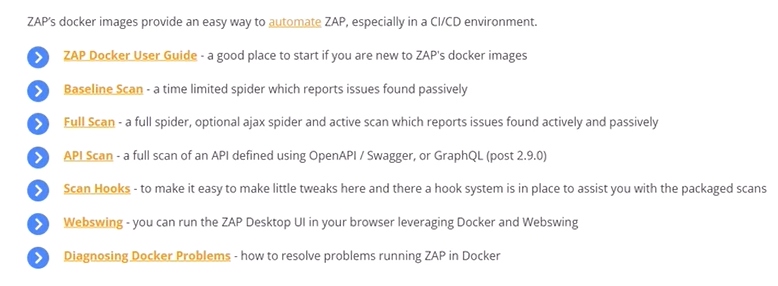 ZAP's docker images provide an easy way to automate ZAP, especially in a CI/CD environment.
ZAP Docker User Guide - a good place to start if you are new to ZAP's docker images
Baseline Scan - a time limited spider which reports issues found passively
Full Scan - a full spider, optional ajax spider and active scan which reports issues found actively and passively
API Scan - a full scan of an API defined using OpenAPI / Swagger, or GraphQL (post 2.9.0)
Scan Hooks - to make it easy to make little tweaks here and there a hook system is in place to assist you with the packaged scans
Webswing - you can run the ZAP Desktop UI in your browser leveraging Docker and Webswing
Diagnosing Docker Problems - how to resolve problems running ZAP in Docker